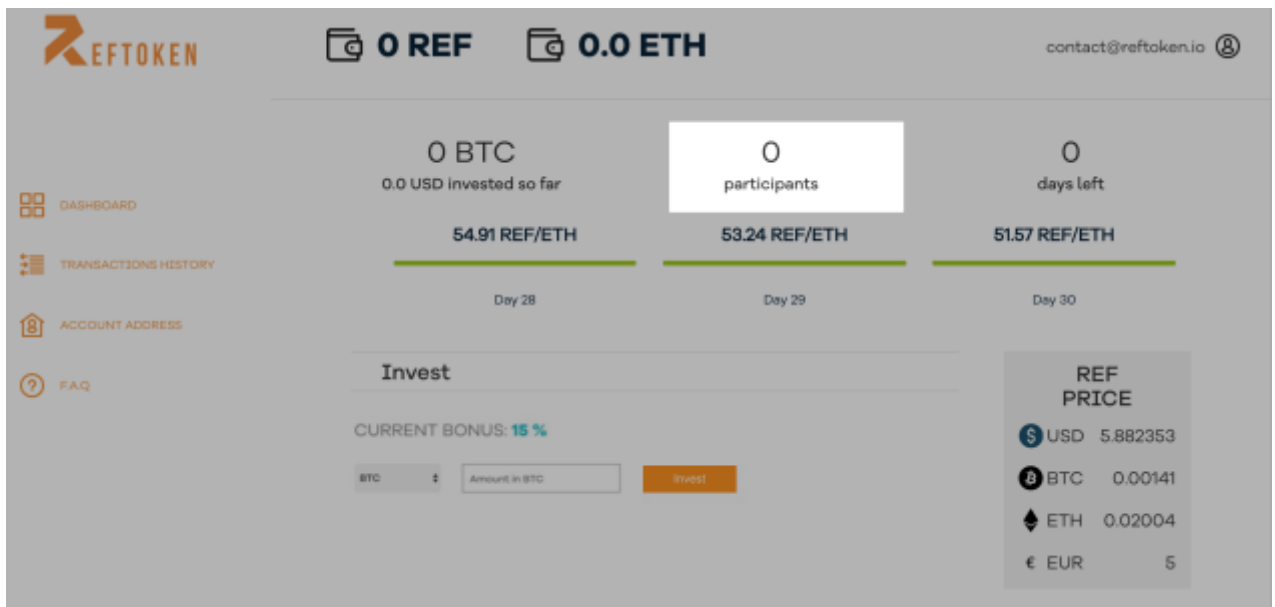 REFTOKEN
0 REF
0.0 ETH
contact@reftoken.io
0 BTC
0.0 USD invested so far
0
participants
0
days left
DASHBOARD
TRANSACTIONS HISTORY
ACCOUNT ADDRESS
F.A.Q
54.91 REF/ETH
53.24 REF/ETH
51.57 REF/ETH
Day 28
Day 29
Day 30
Invest
CURRENT BONUS: 15 %
BTC
Amount in BTC
Invest
REF
PRICE
$ USD 5.882353
BTC 0.00141
ETH 0.02004
€ EUR 5